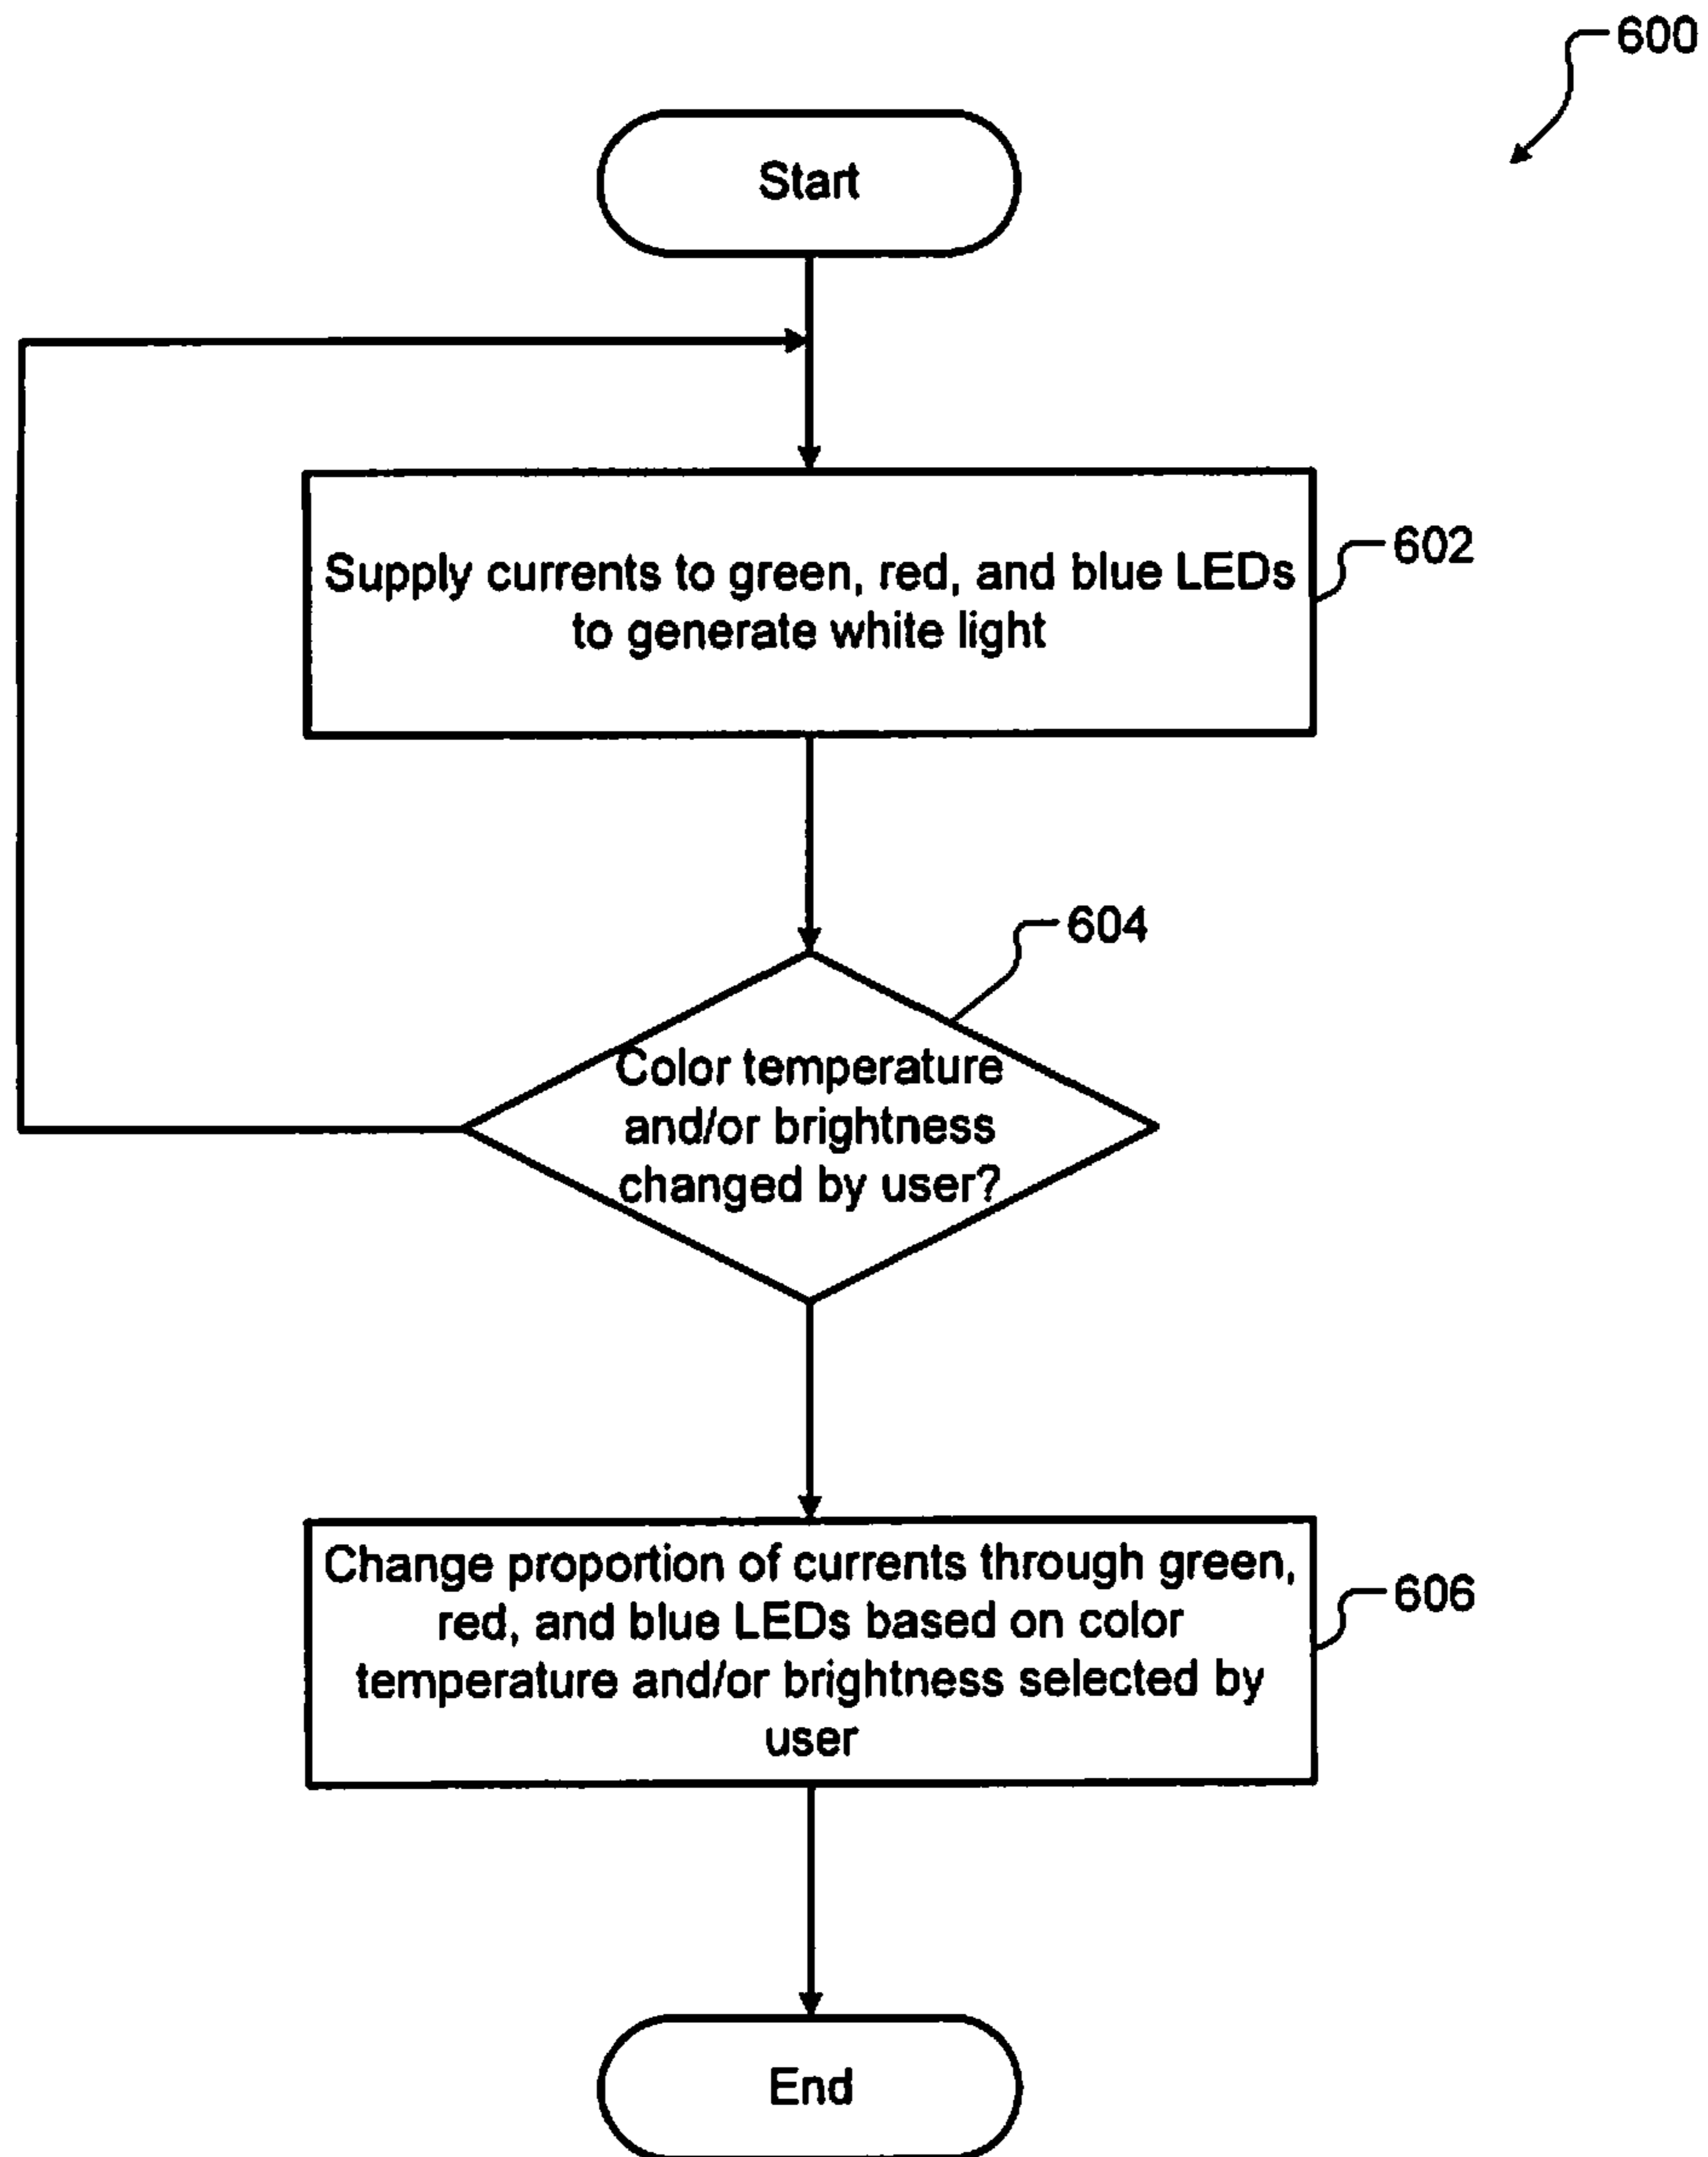 600
Start
Supply currents to green, red, and blue LEDs
to generate white light
602
604
Color temperature
and/or brightness
changed by user?
Change proportion of currents through green,
red, and blue LEDs based on color
temperature and/or brightness selected by
user
606
End